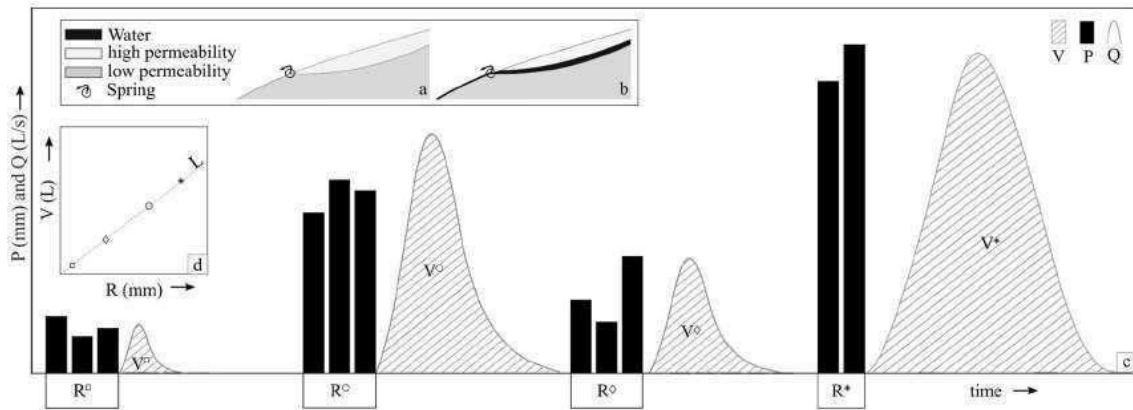 Water
high permeability
low permeability
Spring
a
b
V P Q
P (mm) and Q (L/s)
V (L)
L
d
R (mm)
V□
V○
V◇
V*
c
R□
R○
R◇
R*
time